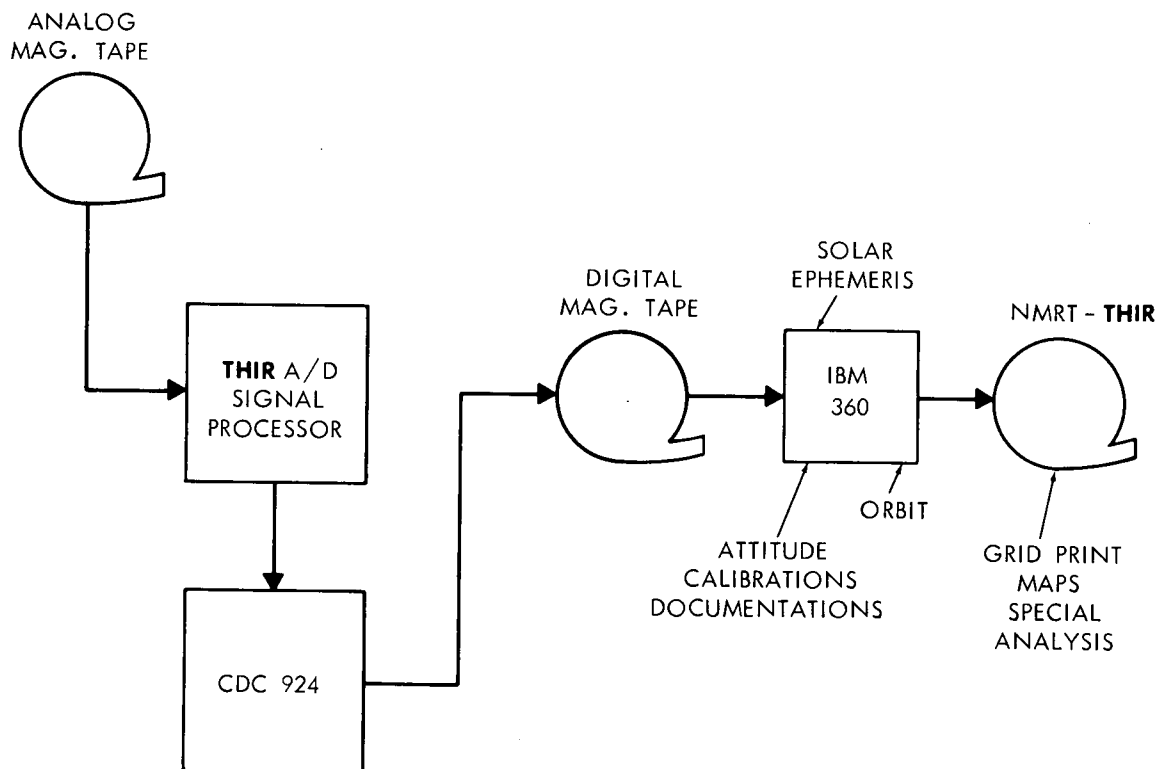 ANALOG
MAG. TAPE
THIR A/D
SIGNAL
PROCESSOR
CDC 924
DIGITAL
MAG. TAPE
SOLAR
EPHEMERIS
IBM
360
ATTITUDE
CALIBRATIONS
DOCUMENTATIONS
ORBIT
NMRT - THIR
GRID PRINT
MAPS
SPECIAL
ANALYSIS